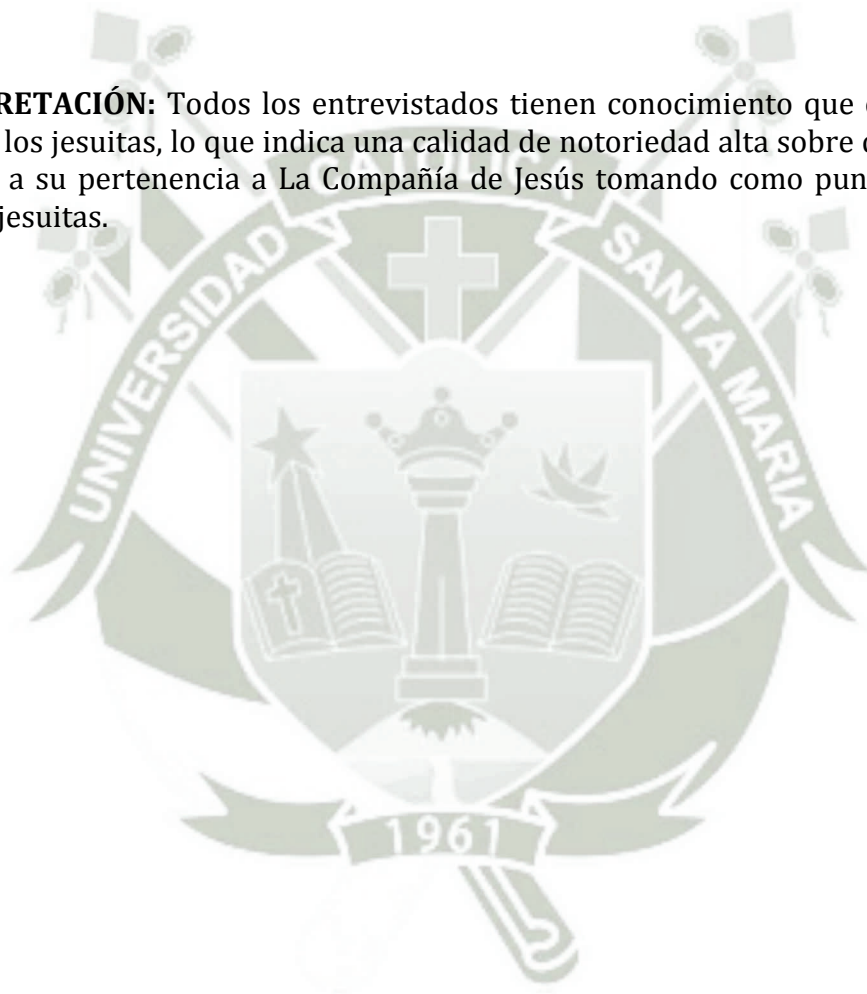 RETACIÓN: Todos los entrevistados tienen conocimiento que
los jesuitas, lo que indica una calidad de notoriedad alta sobre
a su pertenencia a La Compañía de Jesús tomando como
jesuitas.
UNIVERSIDAD CATÓLICA SANTA MARIA
1961